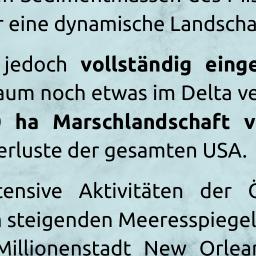 r eine dynamische Landscha
jedoch vollständig einge
aum noch etwas im Delta ve
ha Marschlandschaft v
erluste der gesamten USA.
tensive Aktivitäten der Ö
steigenden Meeresspiegel
Millionenstadt New Orlean